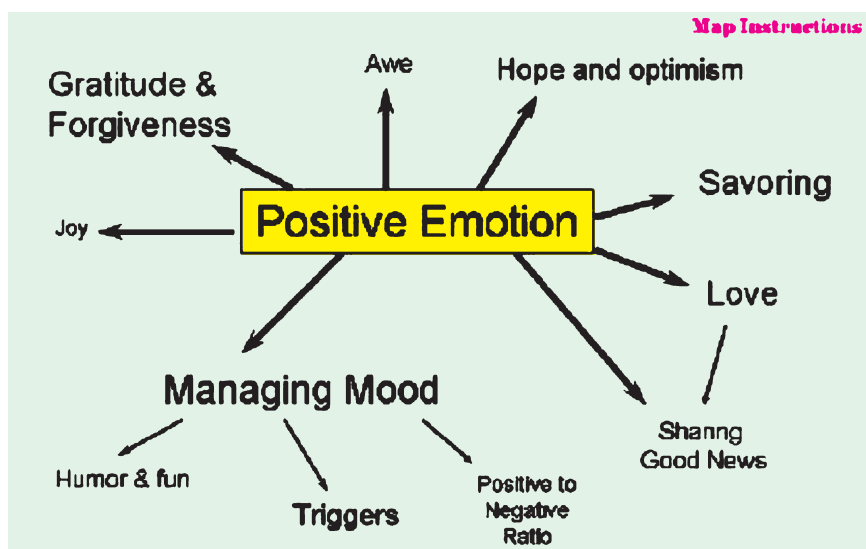 Map Instructions
Awe
Hope and optimism
Gratitude &
Forgiveness
Savoring
Positive Emotion
Joy
Love
Managing Mood
Sharing
Good News
Humor & fun
Triggers
Positive to
Negative
Ratio